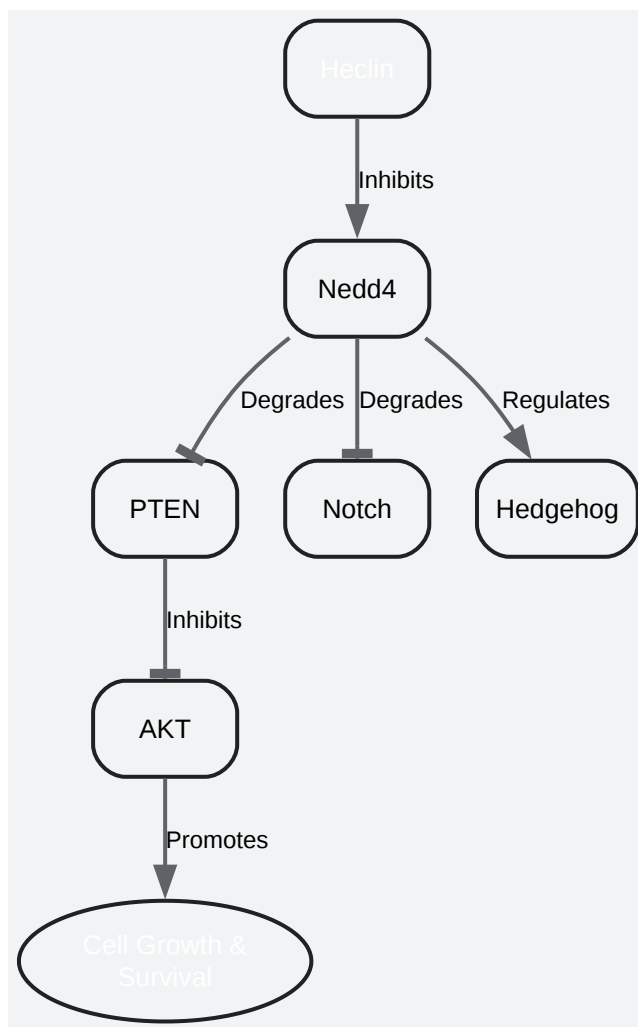 Heclin
Inhibits
Nedd4
Degrades
Degrades
Regulates
PTEN
Notch
Hedgehog
Inhibits
AKT
Promotes
Cell Growth &
Survival